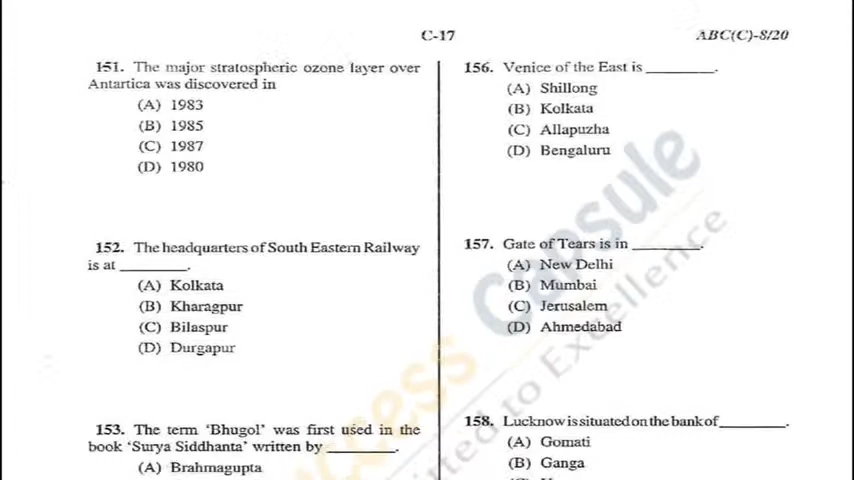 C-17
ABC(C)-8/20
151. The major stratospheric ozone layer over
Antartica was discovered in
(A) 1983
(B) 1985
(C) 1987
(D) 1980
152. The headquarters of South Eastern Railway
is at ________.
(A) Kolkata
(B) Kharagpur
(C) Bilaspur
(D) Durgapur
153. The term ‘Bhugol’ was first used in the
book ‘Surya Siddhanta’ written by ________.
(A) Brahmagupta
156. Venice of the East is ________.
(A) Shillong
(B) Kolkata
(C) Allapuzha
(D) Bengaluru
157. Gate of Tears is in ________.
(A) New Delhi
(B) Mumbai
(C) Jerusalem
(D) Ahmedabad
158. Lucknow is situated on the bank of ________.
(A) Gomati
(B) Ganga
Success Capsule
to Excellence